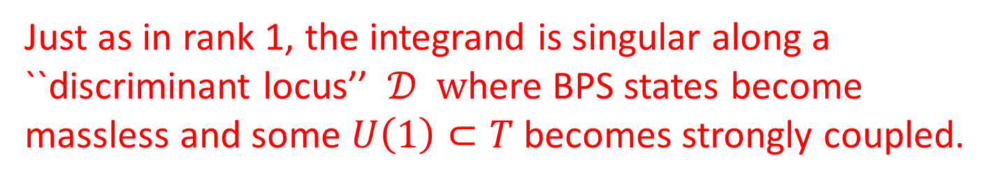 Just as in rank 1, the integrand is singular along a
``discriminant locus’’ 𝒟 where BPS states become
massless and some 𝑈(1) ⊂ 𝑇 becomes strongly coupled.